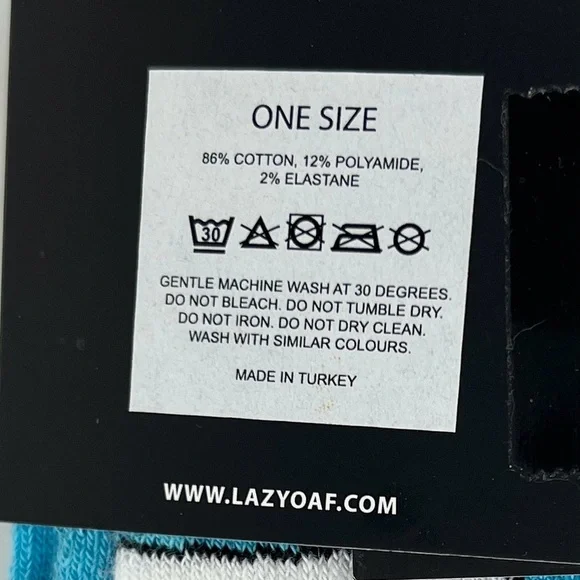 ONE SIZE
86% COTTON, 12% POLYAMIDE,
2% ELASTANE
30
GENTLE MACHINE WASH AT 30 DEGREES.
DO NOT BLEACH. DO NOT TUMBLE DRY.
DO NOT IRON. DO NOT DRY CLEAN.
WASH WITH SIMILAR COLOURS.
MADE IN TURKEY
WWW.LAZYOAF.COM